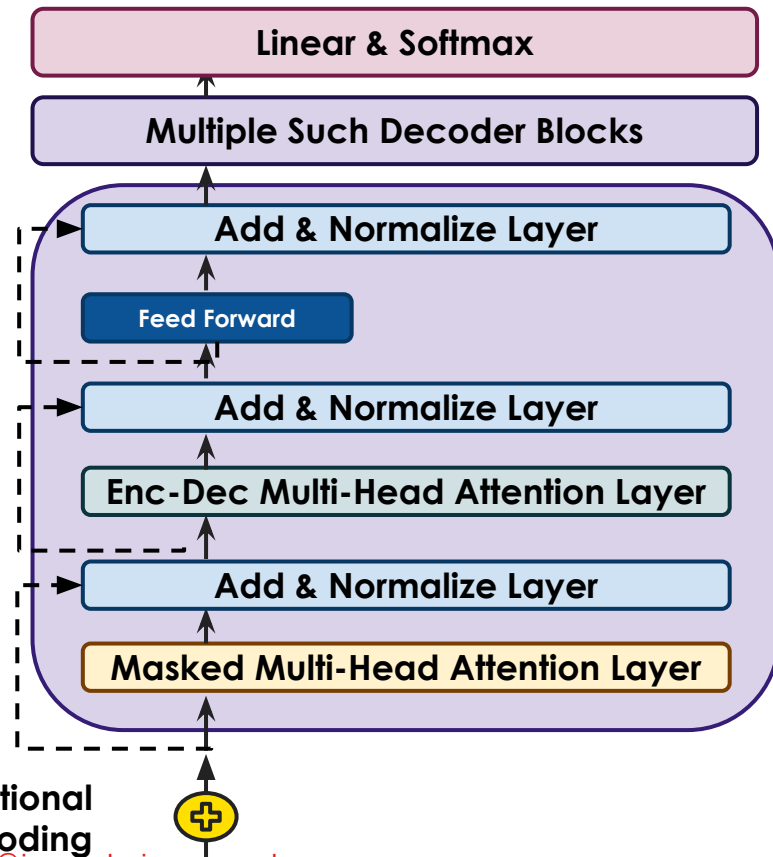 Linear & Softmax
Multiple Such Decoder Blocks
Add & Normalize Layer
Feed Forward
Add & Normalize Layer
Enc-Dec Multi-Head Attention Layer
Add & Normalize Layer
Masked Multi-Head Attention Layer
tional
oding